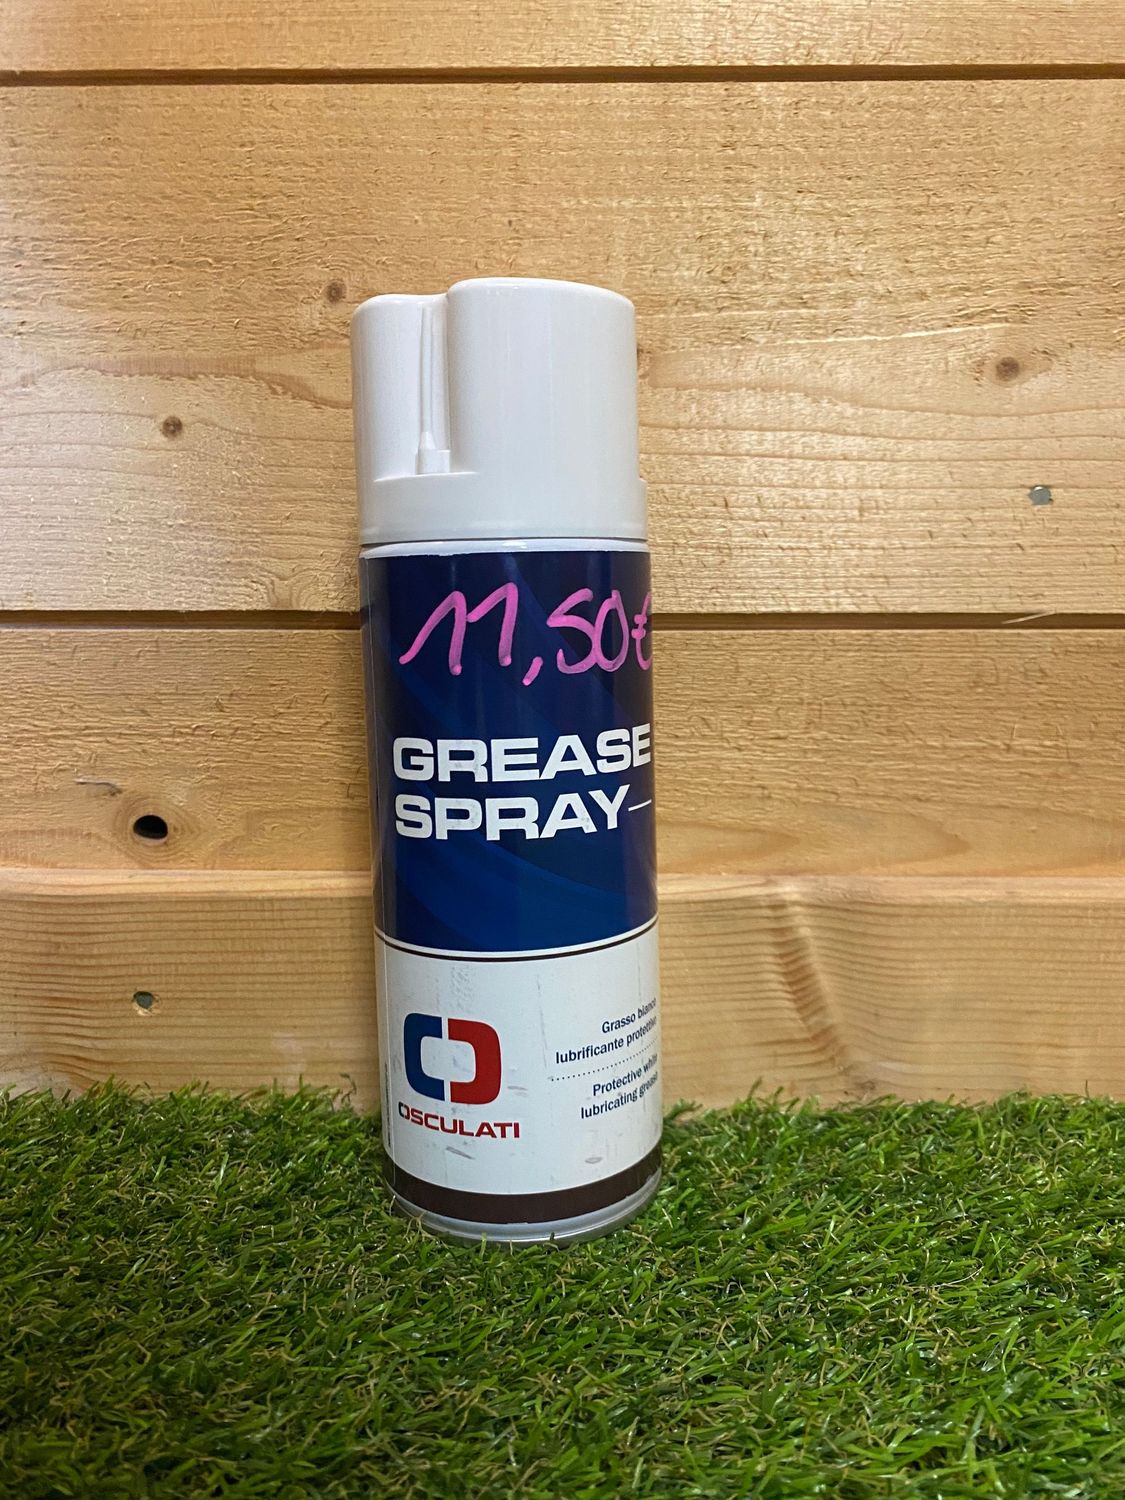 11,50€
GREASE
SPRAY
Grasso bianco
lubrificante protettivo
Protective white
lubricating grease
OSCULATI